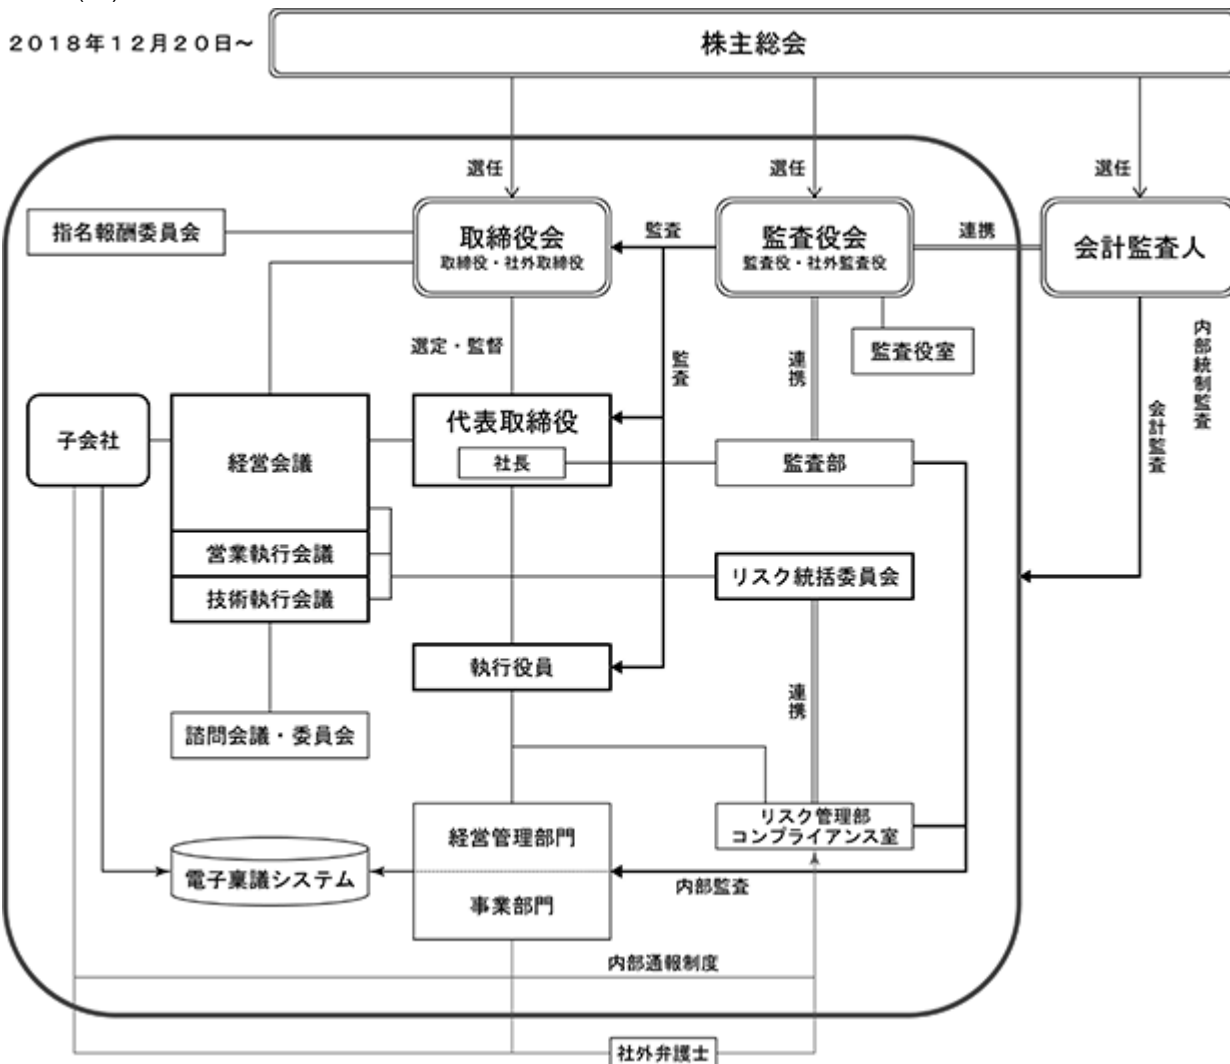 2018年12月20日～
株主総会
選任
選任
選任
指名報酬委員会
取締役会
取締役・社外取締役
監査
監査役会
監査役・社外監査役
連携
会計監査人
選定・監督
監査
連携
監査役室
内部統制監査
会計監査
子会社
経営会議
代表取締役
社長
監査部
営業執行会議
技術執行会議
リスク統括委員会
執行役員
連携
諮問会議・委員会
経営管理部門
事業部門
リスク管理部
コンプライアンス室
電子稟議システム
内部監査
内部通報制度
社外弁護士